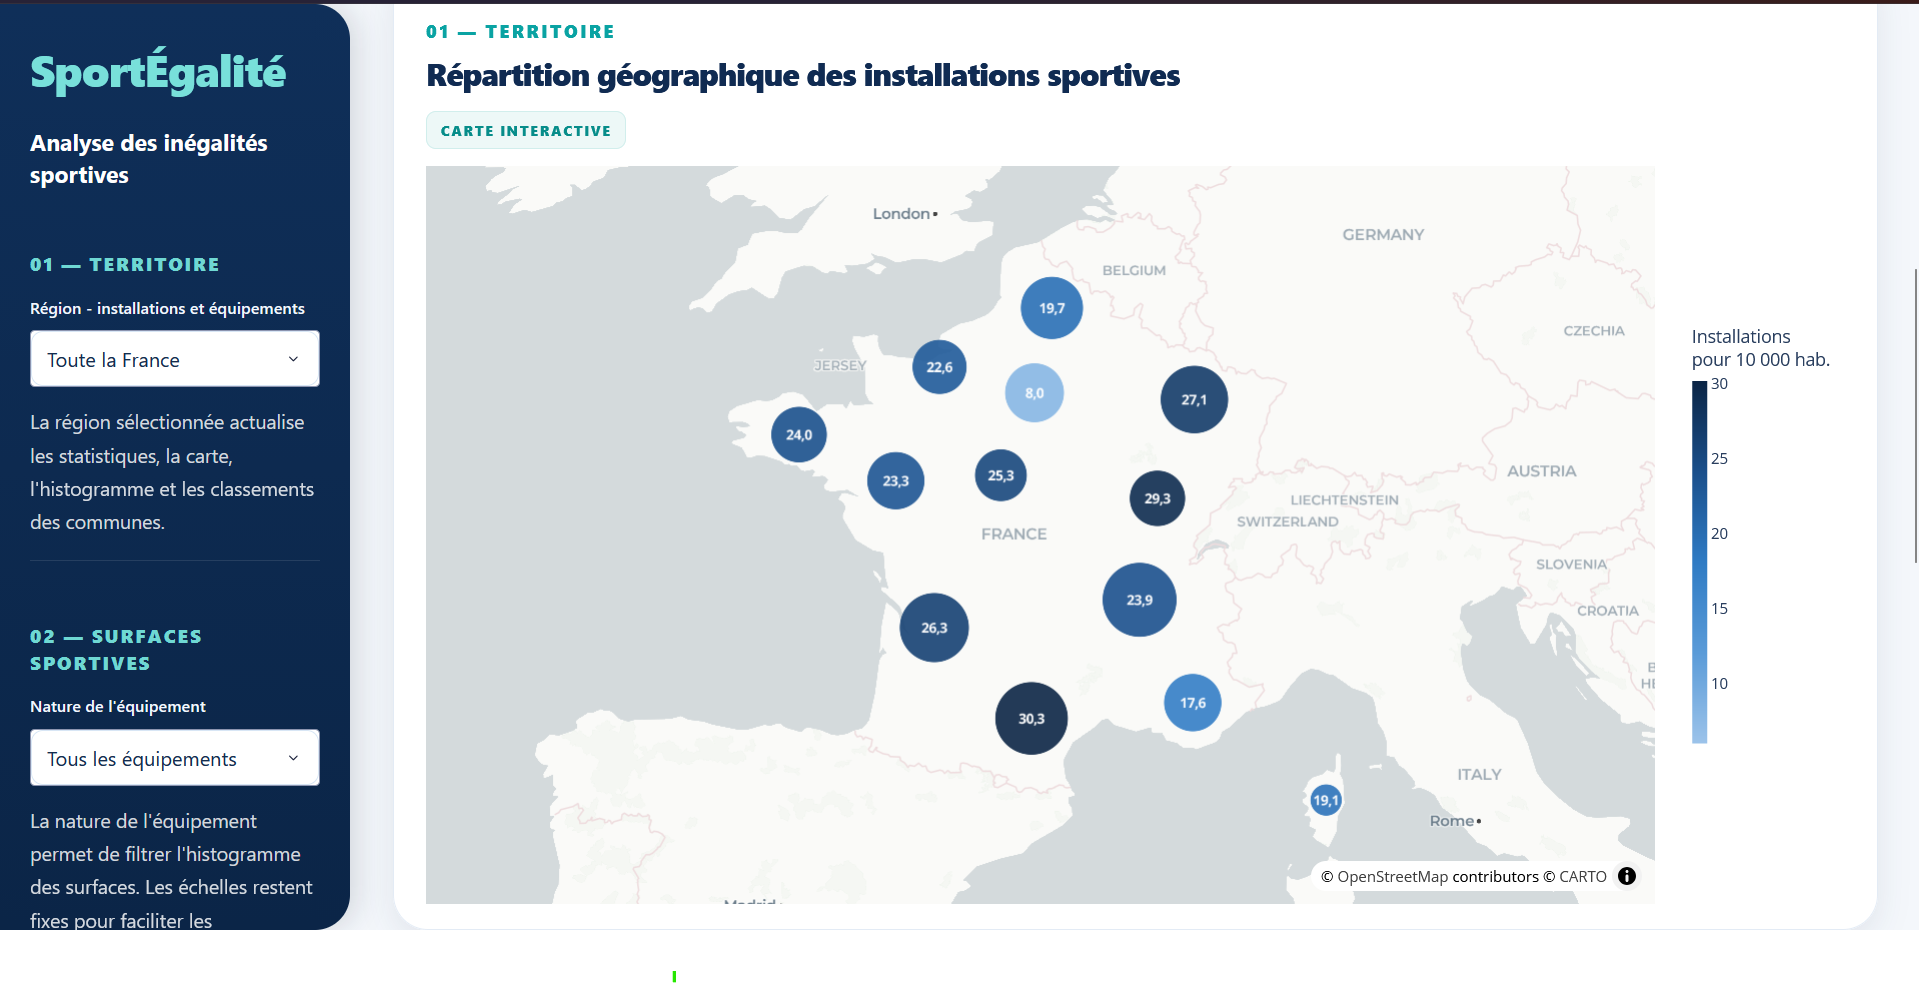 SportÉgalité
Analyse des inégalités
sportives
01 — TERRITOIRE
Région - installations et équipements
Toute la France
La région sélectionnée actualise
les statistiques, la carte,
l'histogramme et les classements
des communes.
02 — SURFACES
SPORTIVES
Nature de l'équipement
Tous les équipements
La nature de l'équipement
permet de filtrer l'histogramme
des surfaces. Les échelles restent
fixes pour faciliter les
01 — TERRITOIRE
Répartition géographique des installations sportives
CARTE INTERACTIVE
London
GERMANY
BELGIUM
19,7
CZECHIA
JERSEY
22,6
8,0
27,1
24,0
23,3
25,3
29,3
AUSTRIA
LIECHTENSTEIN
SWITZERLAND
FRANCE
SLOVENIA
23,9
CROATIA
26,3
B
HE
17,6
30,3
ITALY
19,1
Rome
© OpenStreetMap contributors © CARTO
Madrid
Installations
pour 10 000 hab.
30
25
20
15
10